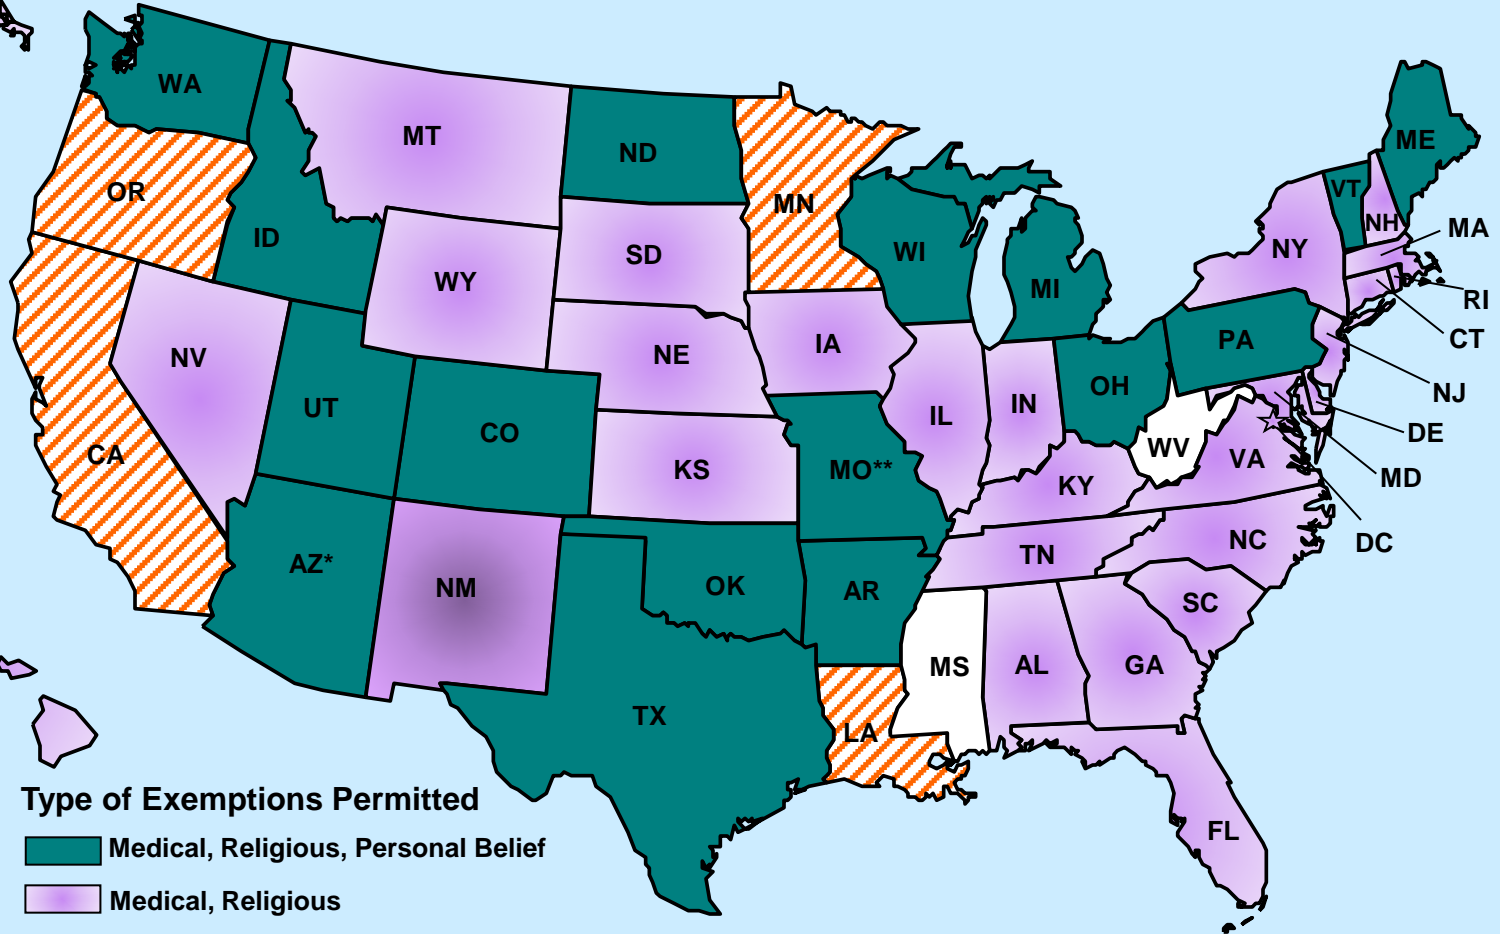 WA
MT
ND
ME
OR
MN
VT
NH
MA
ID
WI
NY
SD
WY
MI
RI
CT
NV
NE
IA
PA
UT
OH
NJ
IL
IN
CO
DE
CA
KS
MO**
WV
VA
MD
KY
DC
AZ*
NM
OK
AR
TN
NC
SC
MS
AL
GA
TX
LA
FL
Type of Exemptions Permitted
Medical, Religious, Personal Belief
Medical, Religious